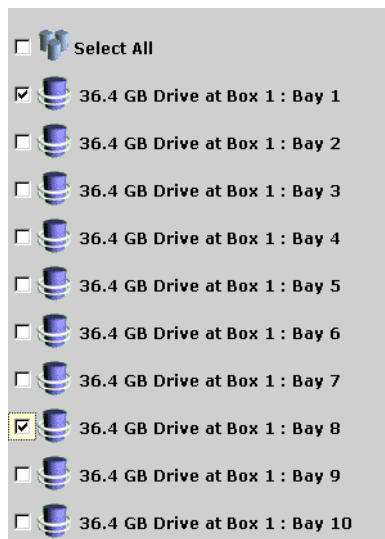 Select All
36.4 GB Drive at Box 1 : Bay 1
36.4 GB Drive at Box 1 : Bay 2
36.4 GB Drive at Box 1 : Bay 3
36.4 GB Drive at Box 1 : Bay 4
36.4 GB Drive at Box 1 : Bay 5
36.4 GB Drive at Box 1 : Bay 6
36.4 GB Drive at Box 1 : Bay 7
36.4 GB Drive at Box 1 : Bay 8
36.4 GB Drive at Box 1 : Bay 9
36.4 GB Drive at Box 1 : Bay 10